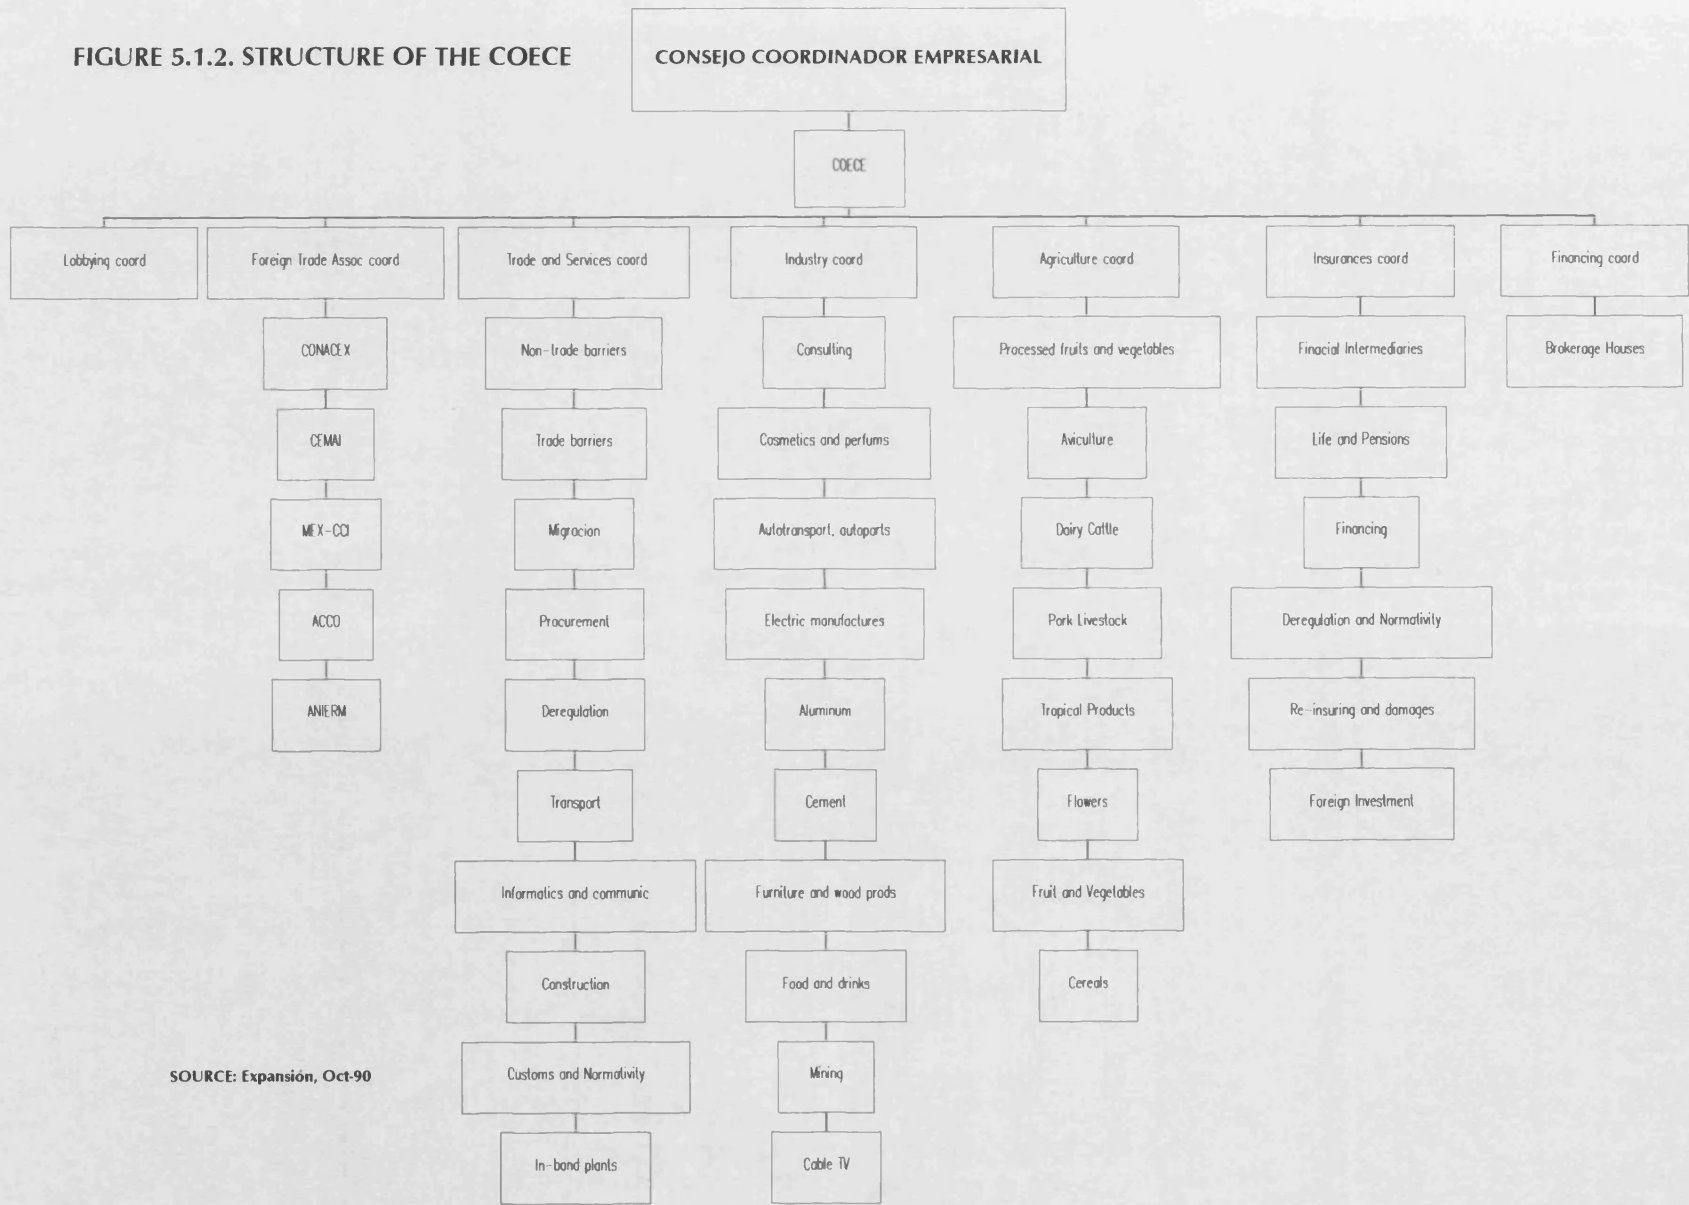 FIGURE 5.1.2. STRUCTURE OF THE COECE
CONSEJO COORDINADOR EMPRESARIAL
COECE
Lobbying coord
Foreign Trade Assoc coord
Trade and Services coord
Industry coord
Agriculture coord
Insurances coord
Financing coord
CONACEX
CEMAI
MEX-CCI
ACCO
ANIERM
Non-trade barriers
Trade barriers
Migracion
Procurement
Deregulation
Transport
Informatics and communic
Construction
Customs and Normativity
In-bond plants
Consulting
Cosmetics and perfums
Autotransport, autoparts
Electric manufactures
Aluminum
Cement
Furniture and wood prods
Food and drinks
Mining
Cable TV
Processed fruits and vegetables
Aviculture
Dairy Cattle
Pork Livestock
Tropical Products
Flowers
Fruit and Vegetables
Cereals
Finacial Intermediaries
Life and Pensions
Financing
Deregulation and Normativity
Re-insuring and damages
Foreign Investment
Brokerage Houses
SOURCE: Expansión, Oct-90